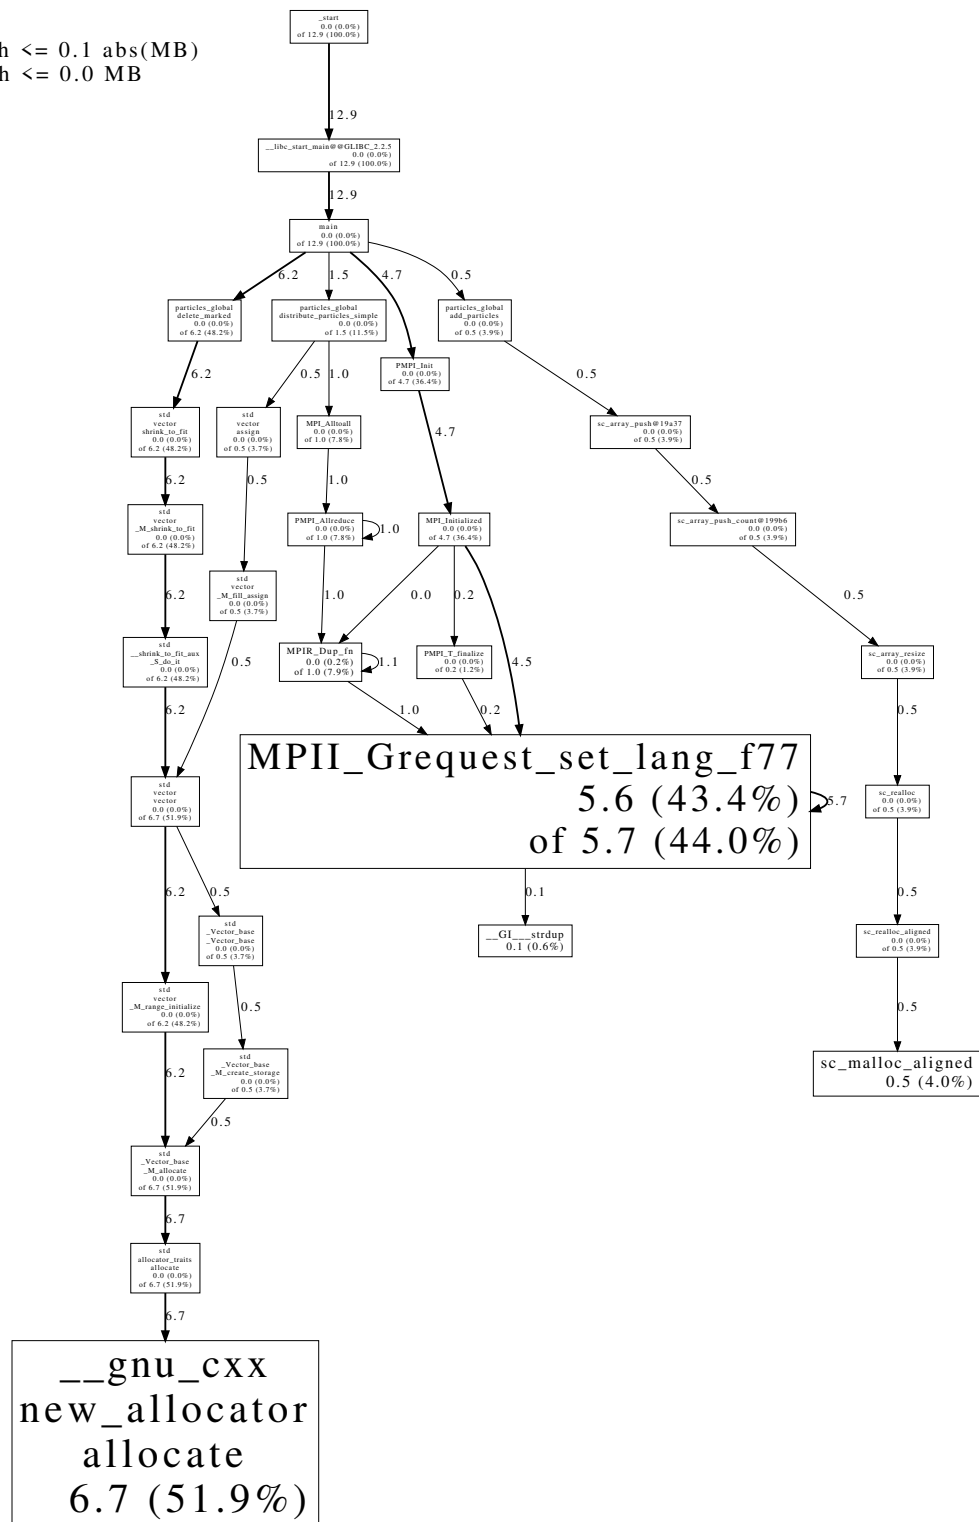 _start
0.0 (0.0%)
of 12.9 (100.0%)
h <= 0.1 abs(MB)
h <= 0.0 MB
12.9
__libc_start_main@@GLIBC_2.2.5
0.0 (0.0%)
of 12.9 (100.0%)
12.9
main
0.0 (0.0%)
of 12.9 (100.0%)
6.2
1.5
4.7
0.5
particles_global
delete_marked
0.0 (0.0%)
of 6.2 (48.2%)
particles_global
distribute_particles_simple
0.0 (0.0%)
of 1.5 (11.5%)
particles_global
add_particles
0.0 (0.0%)
of 0.5 (3.9%)
PMPI_Init
0.0 (0.0%)
of 4.7 (36.4%)
6.2
0.5
1.0
0.5
std
vector
shrink_to_fit
0.0 (0.0%)
of 6.2 (48.2%)
std
vector
assign
0.0 (0.0%)
of 0.5 (3.7%)
MPI_Alltoall
0.0 (0.0%)
of 1.0 (7.8%)
4.7
sc_array_push@19a37
0.0 (0.0%)
of 0.5 (3.9%)
6.2
0.5
1.0
0.5
std
vector
_M_shrink_to_fit
0.0 (0.0%)
of 6.2 (48.2%)
PMPI_Allreduce
0.0 (0.0%)
of 1.0 (7.8%)
1.0
MPI_Initialized
0.0 (0.0%)
of 4.7 (36.4%)
sc_array_push_count@199b6
0.0 (0.0%)
of 0.5 (3.9%)
std
vector
_M_fill_assign
0.0 (0.0%)
of 0.5 (3.7%)
6.2
1.0
0.0
0.2
0.5
std
__shrink_to_fit_aux
_S_do_it
0.0 (0.0%)
of 6.2 (48.2%)
0.5
MPIR_Dup_fn
0.0 (0.2%)
of 1.0 (7.9%)
1.1
PMPI_T_finalize
0.0 (0.0%)
of 0.2 (1.2%)
4.5
sc_array_resize
0.0 (0.0%)
of 0.5 (3.9%)
6.2
1.0
0.2
0.5
MPII_Grequest_set_lang_f77
5.6 (43.4%)
of 5.7 (44.0%)
5.7
std
vector
vector
0.0 (0.0%)
of 6.7 (51.9%)
sc_realloc
0.0 (0.0%)
of 0.5 (3.9%)
6.2
0.5
0.1
0.5
std
_Vector_base
_Vector_base
0.0 (0.0%)
of 0.5 (3.7%)
__GI___strdup
0.1 (0.6%)
sc_realloc_aligned
0.0 (0.0%)
of 0.5 (3.9%)
std
vector
_M_range_initialize
0.0 (0.0%)
of 6.2 (48.2%)
0.5
0.5
6.2
std
_Vector_base
_M_create_storage
0.0 (0.0%)
of 0.5 (3.7%)
sc_malloc_aligned
0.5 (4.0%)
0.5
std
_Vector_base
_M_allocate
0.0 (0.0%)
of 6.7 (51.9%)
6.7
std
allocator_traits
allocate
0.0 (0.0%)
of 6.7 (51.9%)
6.7
__gnu_cxx
new_allocator
allocate
6.7 (51.9%)